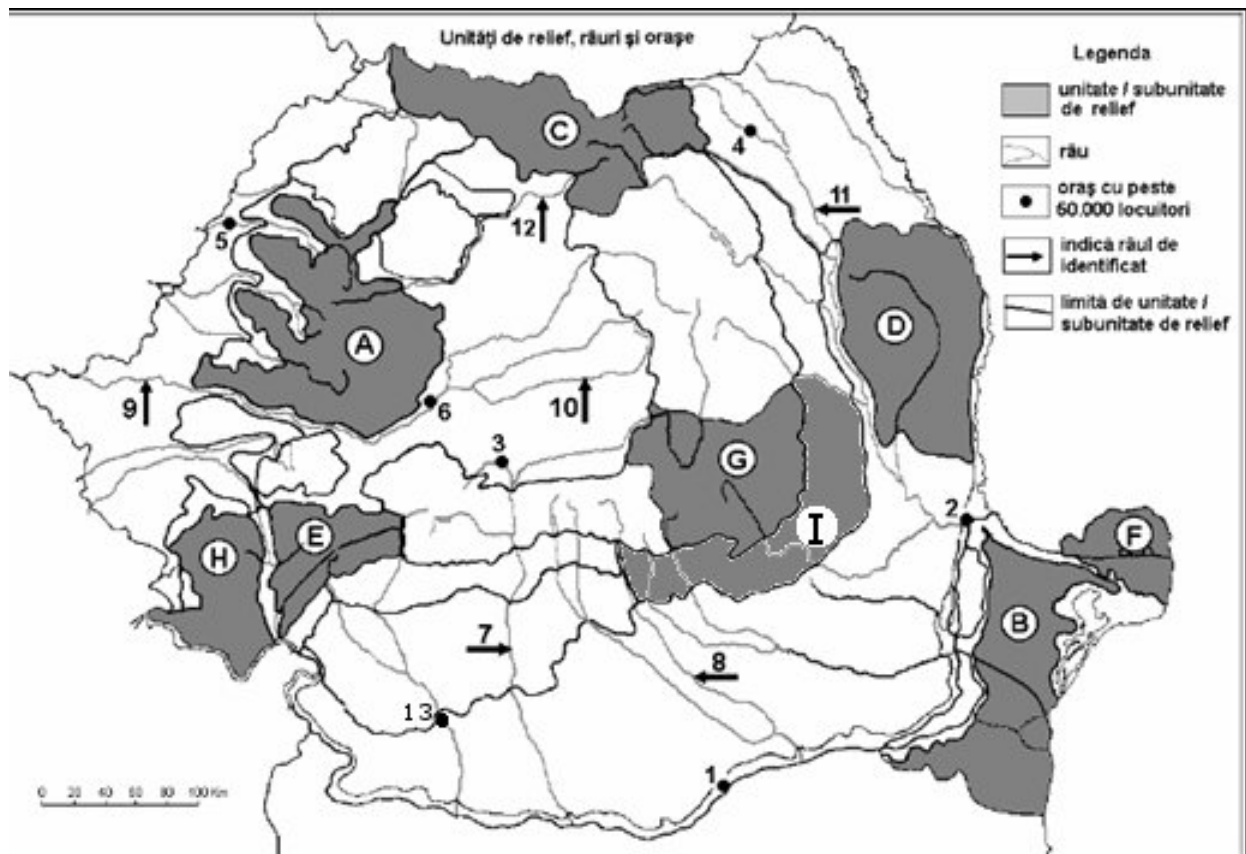 Unități de relief, râuri și orașe
Legenda
unitate / subunitate
de relief
râu
oraș cu peste
50.000 locuitori
indică râul de
identificat
limită de unitate /
subunitate de relief
C
4
11
12
5
D
A
9
6
10
3
G
I
2
F
H
E
B
7
8
13
1
0 20 40 60 80 100 Km